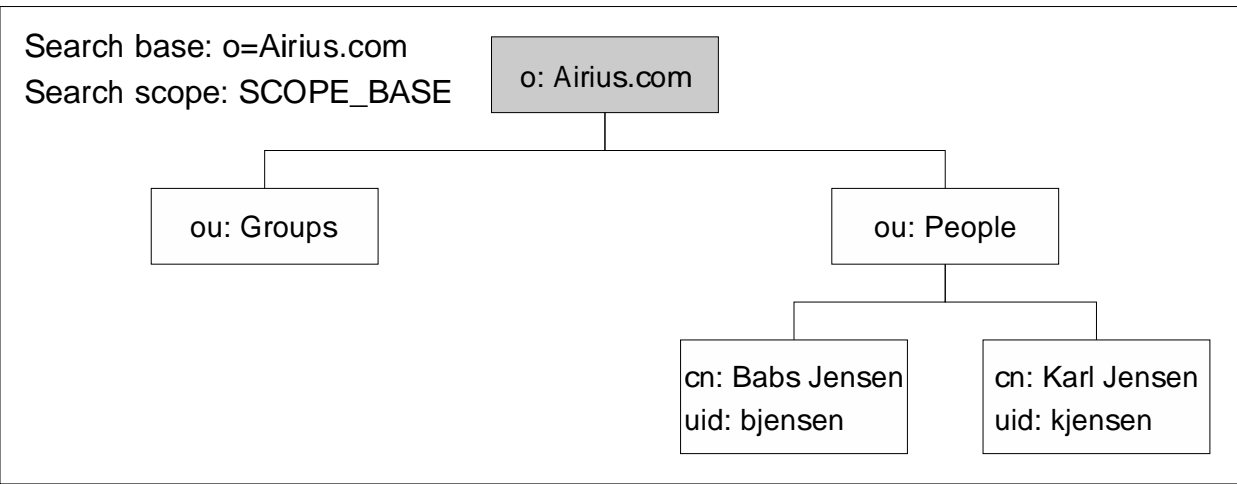 Search base: o=Airius.com
Search scope: SCOPE_BASE
o: Airius.com
ou: Groups
ou: People
cn: Babs Jensen
uid: bjensen
cn: Karl Jensen
uid: kjensen